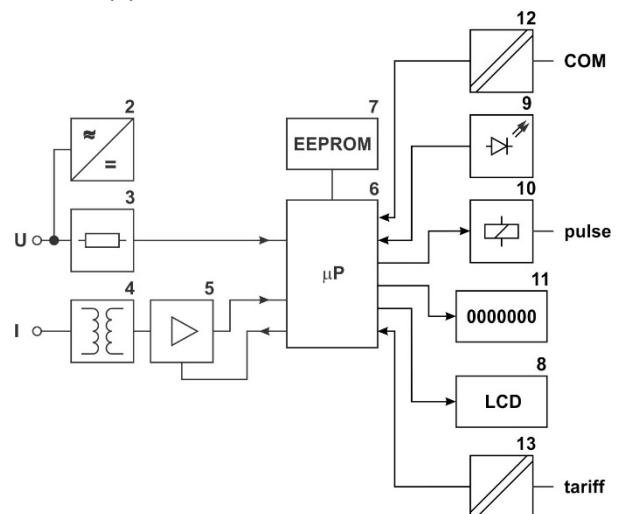 12
COM
9
7
2
EEPROM
≈
=
6
3
10
U
μP
pulse
4
5
11
I
0000000
8
LCD
13
tariff